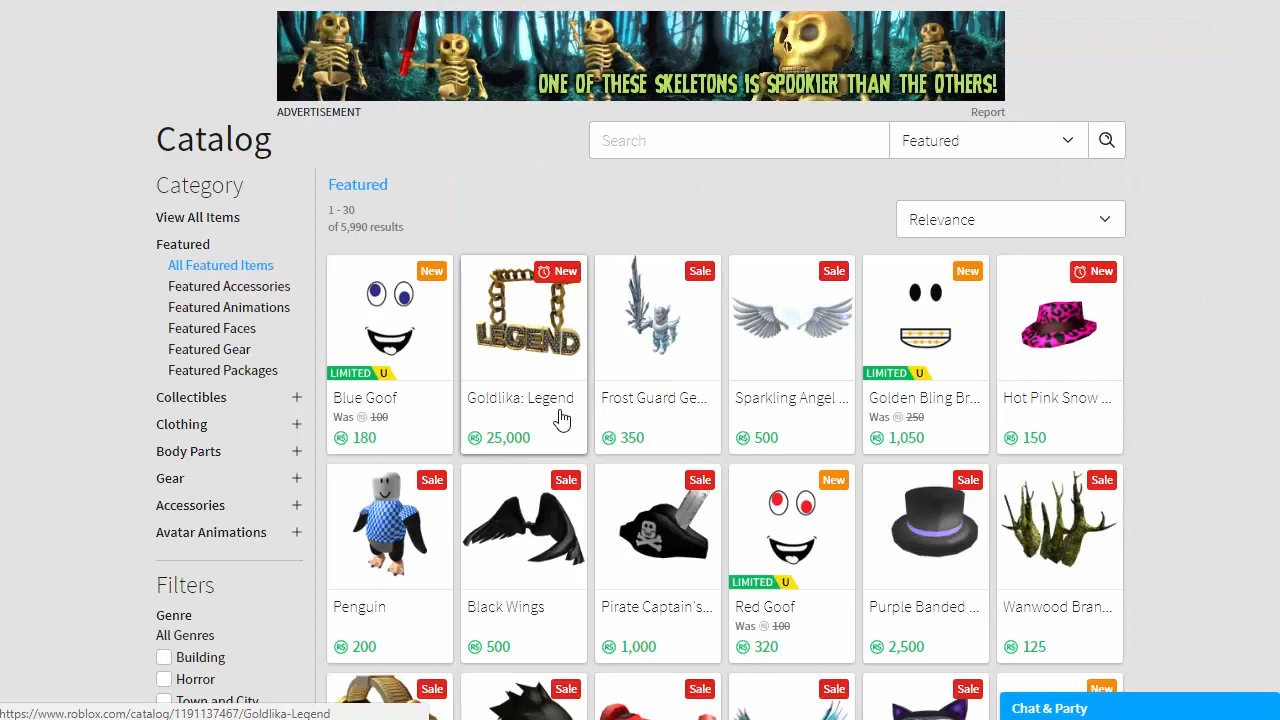 ONE OF THESE SKELETONS IS SPOOKIER THAN THE OTHERS!
ADVERTISEMENT
Report
Catalog
Search
Featured
Category
View All Items
Featured
All Featured Items
Featured Accessories
Featured Animations
Featured Faces
Featured Gear
Featured Packages
Collectibles +
Clothing +
Body Parts +
Gear +
Accessories +
Avatar Animations +
Filters
Genre
All Genres
Building
Horror
Town and City
Featured
1 - 30
of 5,990 results
Relevance
New
LIMITED U
Blue Goof
Was R$ 100
R$ 180
New
LEGEND
Goldlika: Legend
R$ 25,000
Sale
Frost Guard Ge...
R$ 350
Sale
Sparkling Angel ...
R$ 500
New
LIMITED U
Golden Bling Br...
Was R$ 250
R$ 1,050
New
Hot Pink Snow ...
R$ 150
Sale
Penguin
R$ 200
Sale
Black Wings
R$ 500
Sale
Pirate Captain's...
R$ 1,000
New
LIMITED U
Red Goof
Was R$ 100
R$ 320
Sale
Purple Banded ...
R$ 2,500
Sale
Wanwood Bran...
R$ 125
Sale
Sale
Sale
Sale
Sale
New
Chat & Party
https://www.roblox.com/catalog/1191137467/Goldlika-Legend